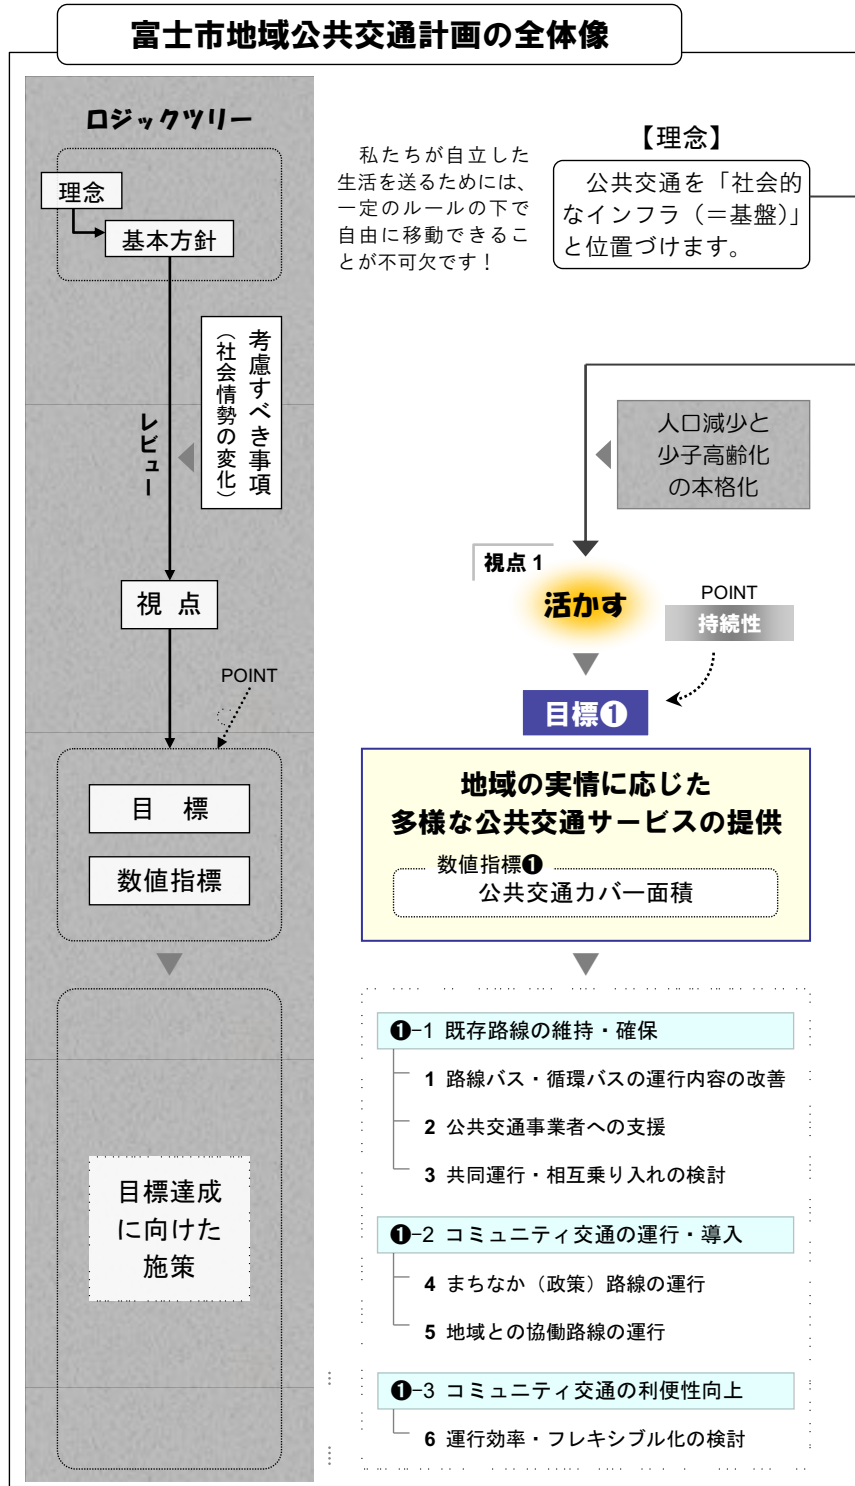 富士市地域公共交通計画の全体像
ロジックツリー
理念
基本方針
考慮すべき事項
（社会情勢の変化）
レビュー
視 点
POINT
目 標
数値指標
目標達成
に向けた
施策
私たちが自立した
生活を送るためには、
一定のルールの下で
自由に移動できるこ
とが不可欠です！
【理念】
公共交通を「社会的
なインフラ（＝基盤）」
と位置づけます。
人口減少と
少子高齢化
の本格化
視点 1
活かす
POINT
持続性
目標❶
地域の実情に応じた
多様な公共交通サービスの提供
数値指標❶
公共交通カバー面積
❶−1 既存路線の維持・確保
1 路線バス・循環バスの運行内容の改善
2 公共交通事業者への支援
3 共同運行・相互乗り入れの検討
❶−2 コミュニティ交通の運行・導入
4 まちなか（政策）路線の運行
5 地域との協働路線の運行
❶−3 コミュニティ交通の利便性向上
6 運行効率・フレキシブル化の検討